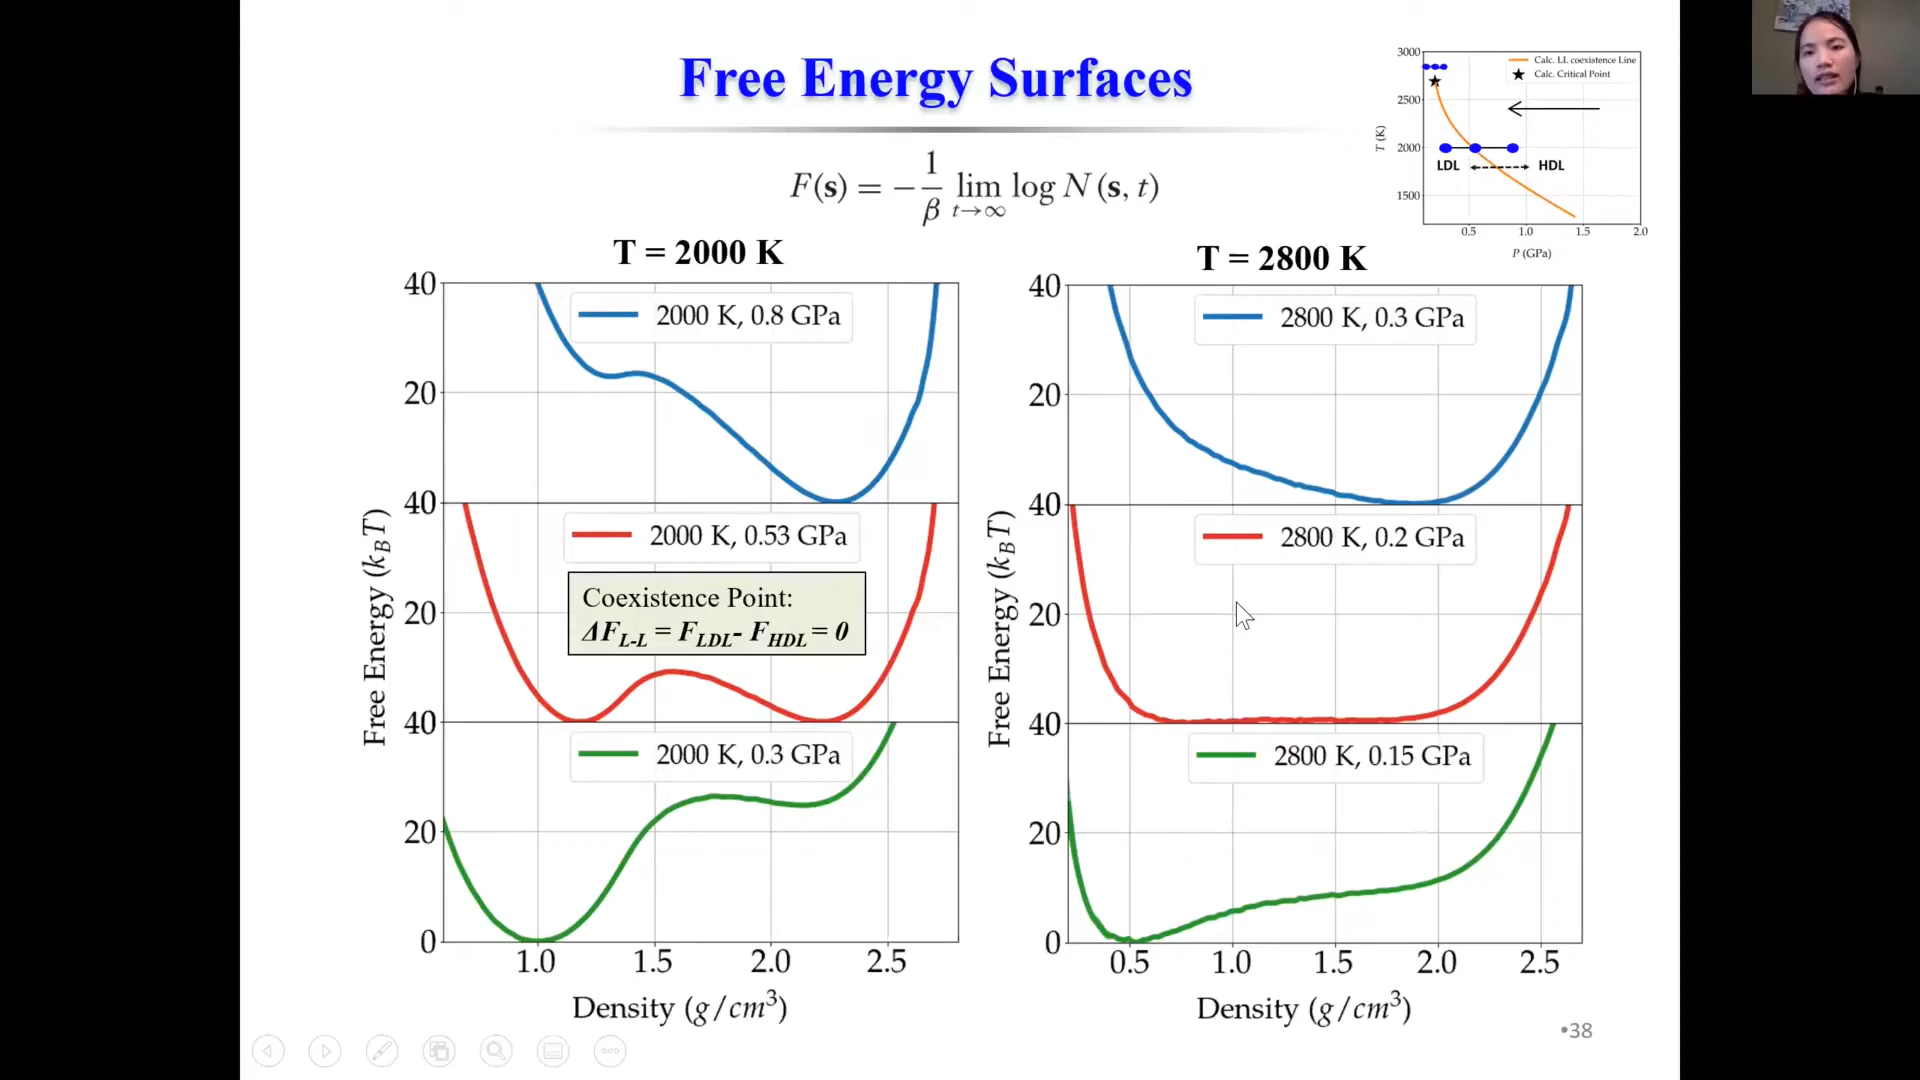 Free Energy Surfaces
F(s) = − 1/β lim t→∞ log N(s, t)
3000
2500
2000
1500
T (K)
Calc. LL coexistence Line
Calc. Critical Point
LDL
HDL
0.5 1.0 1.5 2.0
P (GPa)
T = 2000 K
40
2000 K, 0.8 GPa
20
40
2000 K, 0.53 GPa
Coexistence Point:
ΔF_L-L = F_LDL- F_HDL = 0
20
40
2000 K, 0.3 GPa
20
0
1.0 1.5 2.0 2.5
Free Energy (k_BT)
Density (g/cm³)
T = 2800 K
40
2800 K, 0.3 GPa
20
40
2800 K, 0.2 GPa
20
40
2800 K, 0.15 GPa
20
0
0.5 1.0 1.5 2.0 2.5
Free Energy (k_BT)
Density (g/cm³)
•38